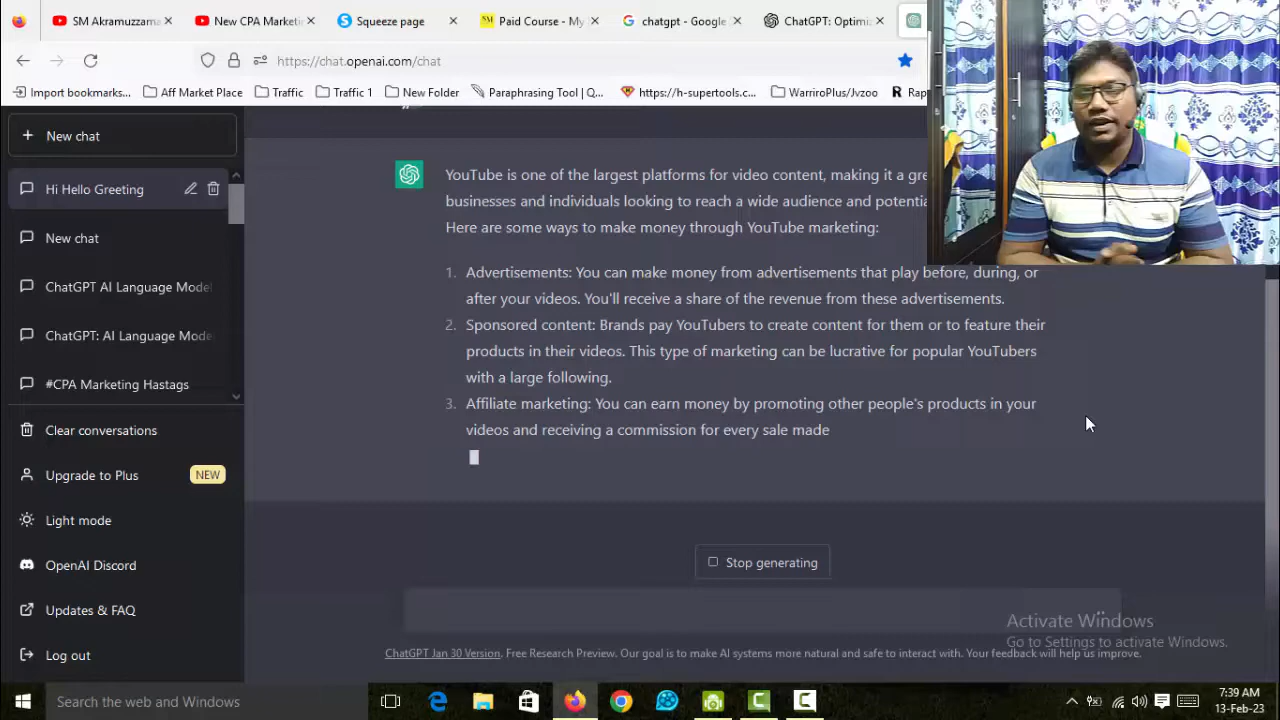 SM Akramuzzama
New CPA Marketi
Squeeze page
Paid Course - My
chatgpt - Google
ChatGPT: Optimiz
https://chat.openai.com/chat
Import bookmarks...
Aff Market Place
Traffic
Traffic 1
New Folder
Paraphrasing Tool | Q...
https://h-supertools.c...
WarriroPlus/Jvzoo
Rap
New chat
Hi Hello Greeting
New chat
ChatGPT AI Language Model
ChatGPT: AI Language Mode
#CPA Marketing Hastags
Clear conversations
Upgrade to Plus
NEW
Light mode
OpenAI Discord
Updates & FAQ
Log out
YouTube is one of the largest platforms for video content, making it a gre
businesses and individuals looking to reach a wide audience and potentia
Here are some ways to make money through YouTube marketing:
1. Advertisements: You can make money from advertisements that play before, during, or
after your videos. You'll receive a share of the revenue from these advertisements.
2. Sponsored content: Brands pay YouTubers to create content for them or to feature their
products in their videos. This type of marketing can be lucrative for popular YouTubers
with a large following.
3. Affiliate marketing: You can earn money by promoting other people's products in your
videos and receiving a commission for every sale made
Stop generating
Activate Windows
Go to Settings to activate Windows.
ChatGPT Jan 30 Version. Free Research Preview. Our goal is to make AI systems more natural and safe to interact with. Your feedback will help us improve.
Search the web and Windows
7:39 AM
13-Feb-23